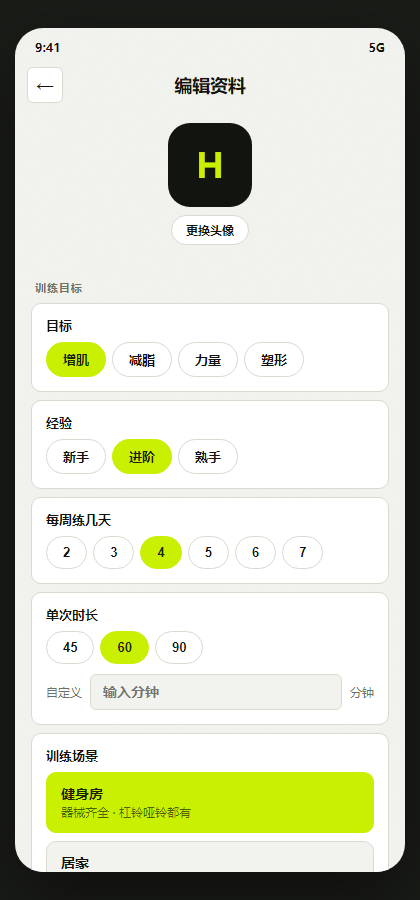 9:41 5G
← 编辑资料
H
更换头像
训练目标
目标
增肌 减脂 力量 塑形
经验
新手 进阶 熟手
每周练几天
2 3 4 5 6 7
单次时长
45 60 90
自定义 输入分钟 分钟
训练场景
健身房
器械齐全 · 杠铃哑铃都有
居家